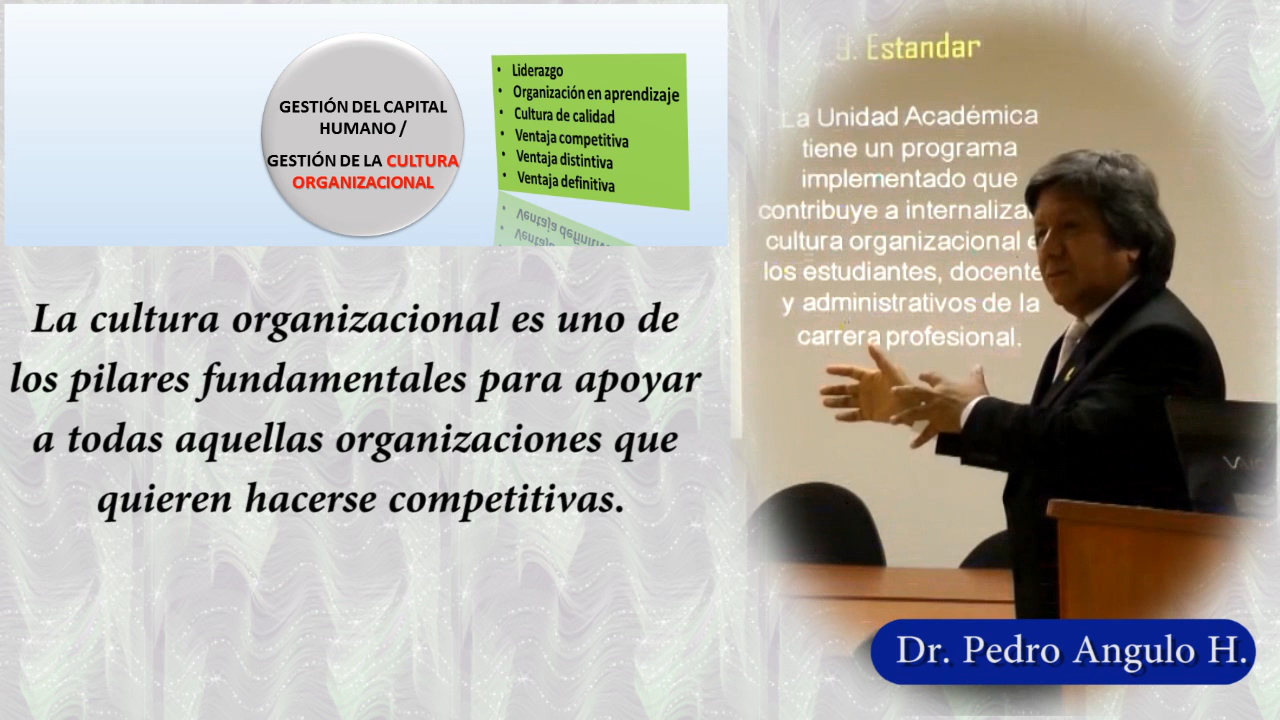 GESTIÓN DEL CAPITAL
HUMANO /
GESTIÓN DE LA CULTURA
ORGANIZACIONAL
• Liderazgo
• Organización en aprendizaje
• Cultura de calidad
• Ventaja competitiva
• Ventaja distintiva
• Ventaja definitiva
La cultura organizacional es uno de
los pilares fundamentales para apoyar
a todas aquellas organizaciones que
quieren hacerse competitivas.
9. Estandar
La Unidad Académica
tiene un programa
implementado que
contribuye a
cultura organizacional
los estudiantes,
y administrativos de la
carrera profesional.
VAIO
Dr. Pedro Angulo H.